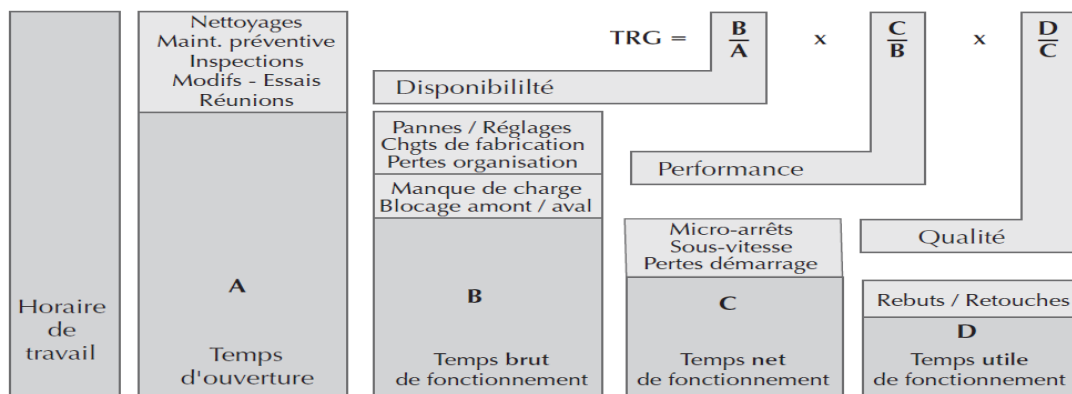 Nettoyages
Maint. préventive
Inspections
Modifs - Essais
Réunions
TRG = B/A x C/B x D/C
Disponibililté
Pannes / Réglages
Chgts de fabrication
Pertes organisation
Performance
Manque de charge
Blocage amont / aval
Micro-arrêts
Sous-vitesse
Pertes démarrage
Qualité
Horaire
de
travail
A
Temps
d'ouverture
B
Temps brut
de fonctionnement
C
Temps net
de fonctionnement
Rebuts / Retouches
D
Temps utile
de fonctionnement